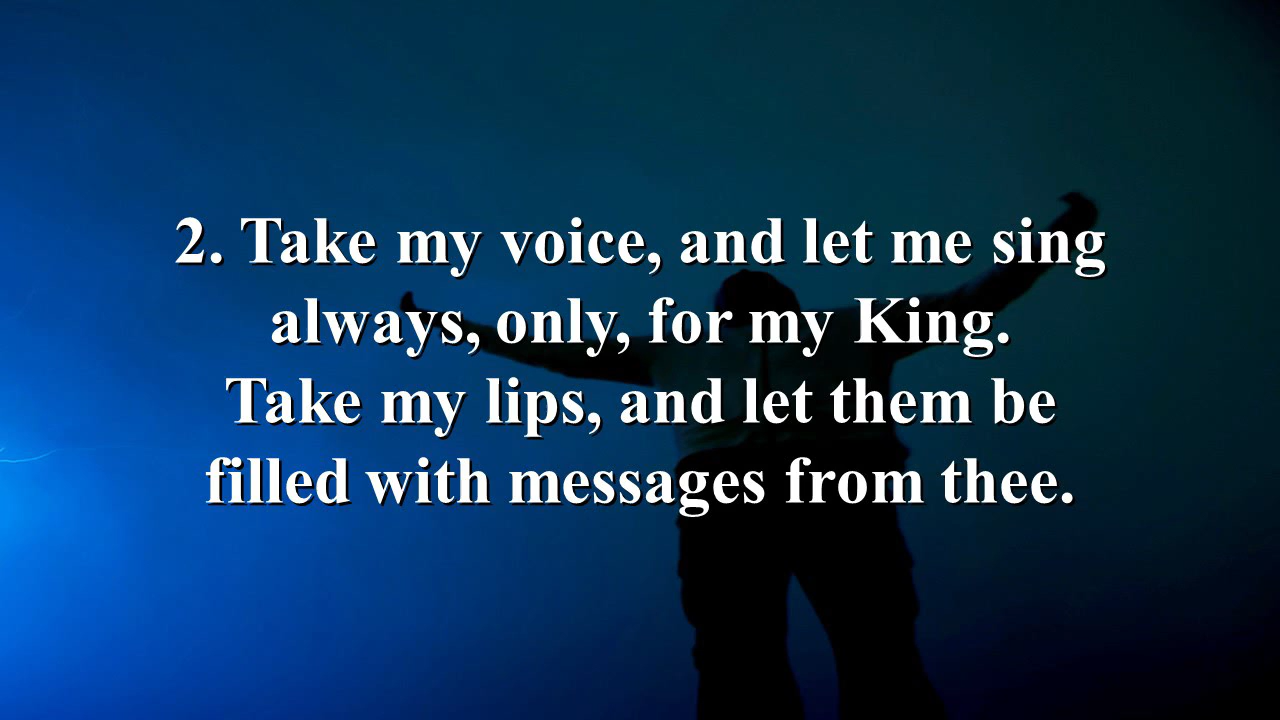 2. Take my voice, and let me sing
always, only, for my King.
Take my lips, and let them be
filled with messages from thee.